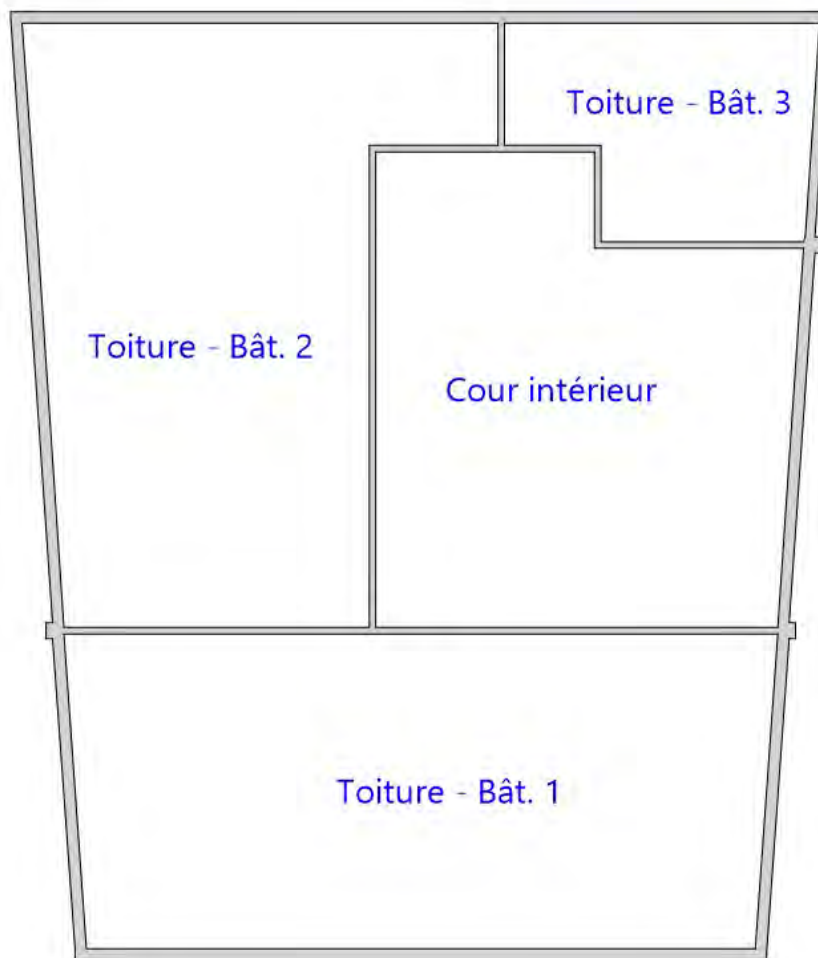 Toiture - Bât. 3
Toiture - Bât. 2
Cour intérieur
Toiture - Bât. 1